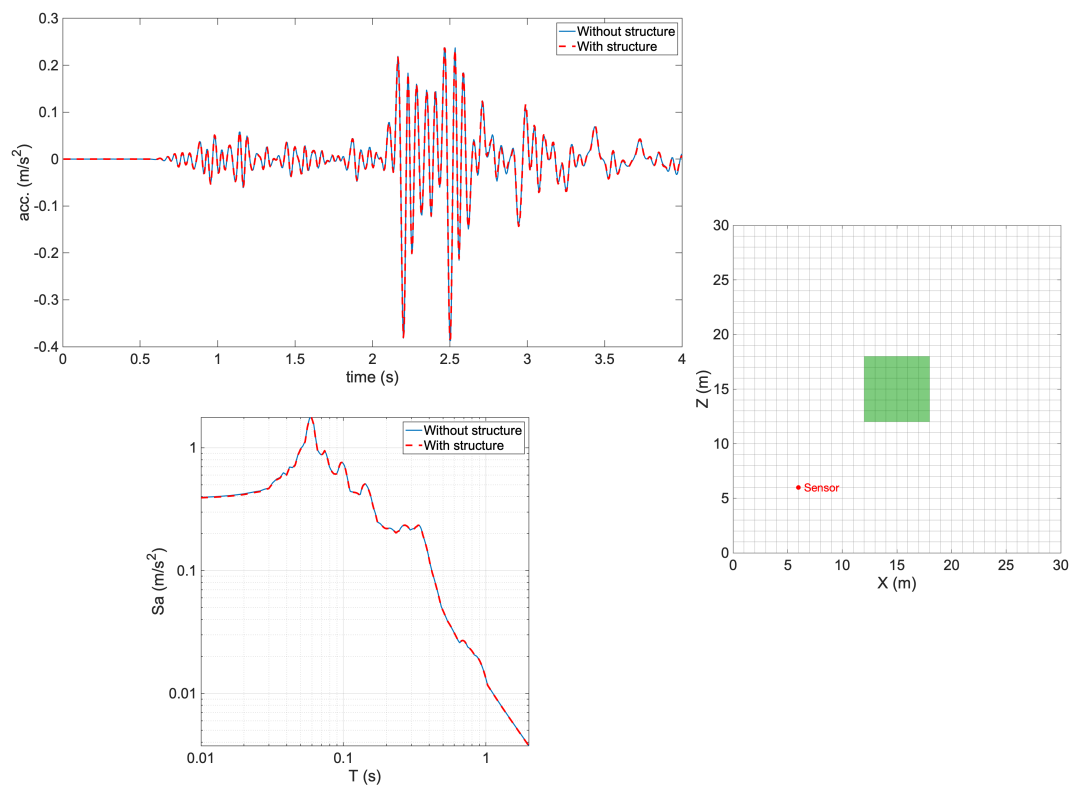 0.3
0.2
0.1
0
-0.1
-0.2
-0.3
-0.4
acc. (m/s²)
0 0.5 1 1.5 2 2.5 3 3.5 4
time (s)
Without structure
With structure
1
0.1
0.01
Sa (m/s²)
0.01 0.1 1
T (s)
Without structure
With structure
30
25
20
15
10
5
0
Z (m)
Sensor
0 5 10 15 20 25 30
X (m)